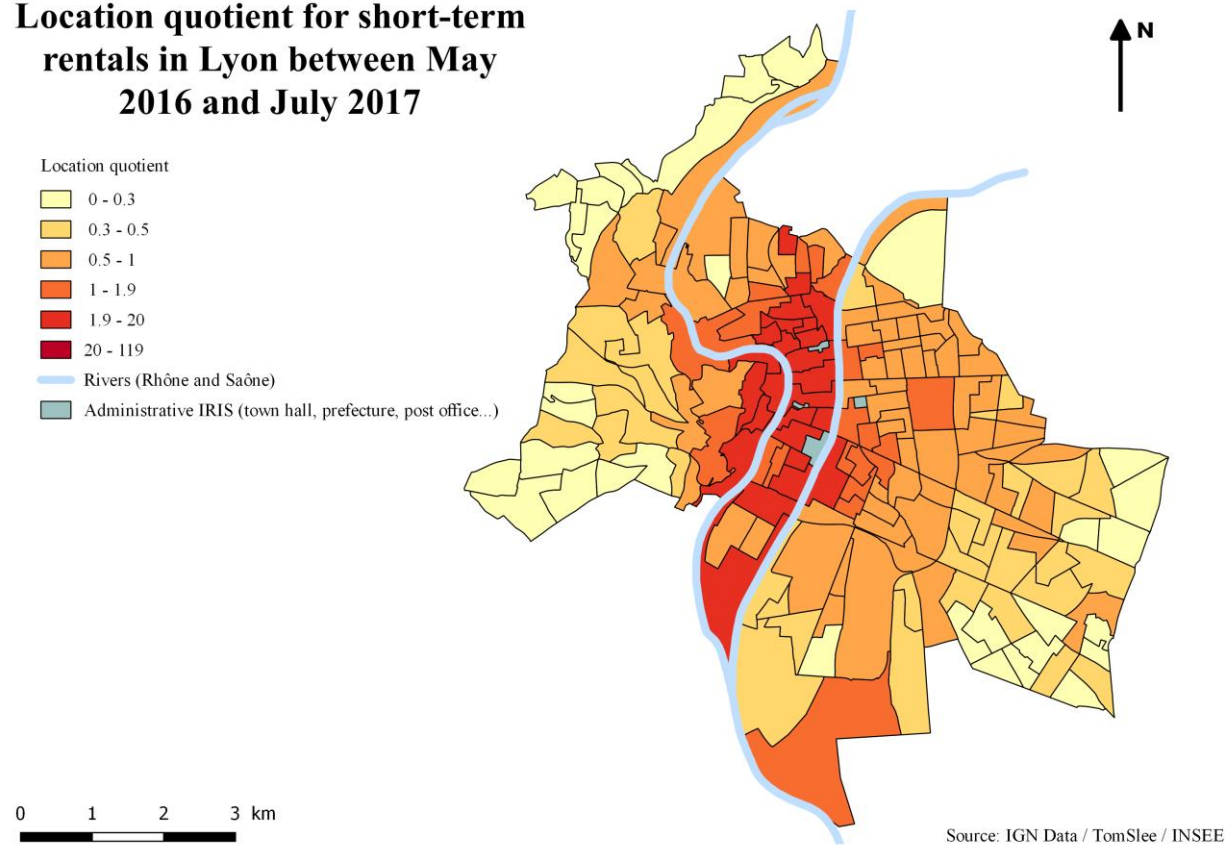 Location quotient for short-term
rentals in Lyon between May
2016 and July 2017
N
Location quotient
0 - 0.3
0.3 - 0.5
0.5 - 1
1 - 1.9
1.9 - 20
20 - 119
Rivers (Rhône and Saône)
Administrative IRIS (town hall, prefecture, post office...)
0 1 2 3 km
Source: IGN Data / TomSlee / INSEE